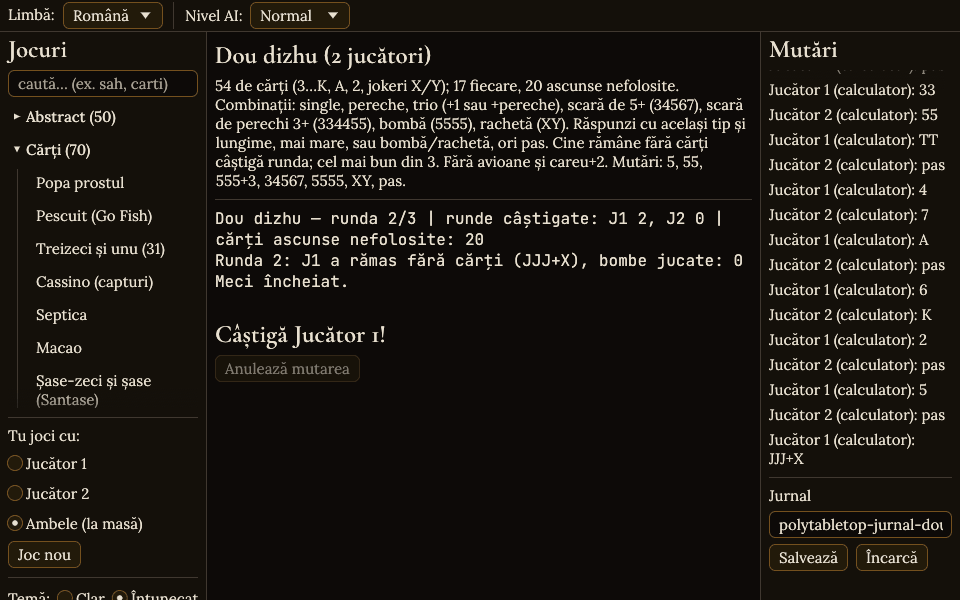 Limbă: Română ▼ Nivel AI: Normal ▼
Jocuri
caută... (ex. sah, carti)
▸ Abstract (50)
▾ Cărți (70)
Popa prostul
Pescuit (Go Fish)
Treizeci și unu (31)
Cassino (capturi)
Septica
Macao
Șase-zeci și șase
(Santase)
Tu joci cu:
Jucător 1
Jucător 2
Ambele (la masă)
Joc nou
Temă: Clar Întunecat
Dou dizhu (2 jucători)
54 de cărți (3...K, A, 2, jokeri X/Y); 17 fiecare, 20 ascunse nefolosite.
Combinații: single, pereche, trio (+1 sau +pereche), scară de 5+ (34567), scară
de perechi 3+ (334455), bombă (5555), rachetă (XY). Răspunzi cu același tip și
lungime, mai mare, sau bombă/rachetă, ori pas. Cine rămâne fără cărți
câștigă runda; cel mai bun din 3. Fără avioane și careu+2. Mutări: 5, 55,
555+3, 34567, 5555, XY, pas.
Dou dizhu — runda 2/3 | runde câștigate: J1 2, J2 0 |
cărți ascunse nefolosite: 20
Runda 2: J1 a rămas fără cărți (JJJ+X), bombe jucate: 0
Meci încheiat.
Câștigă Jucător 1!
Anulează mutarea
Mutări
Jucător 2 (calculator): pas
Jucător 1 (calculator): 33
Jucător 2 (calculator): 55
Jucător 1 (calculator): TT
Jucător 2 (calculator): pas
Jucător 1 (calculator): 4
Jucător 2 (calculator): 7
Jucător 1 (calculator): A
Jucător 2 (calculator): pas
Jucător 1 (calculator): 6
Jucător 2 (calculator): K
Jucător 1 (calculator): 2
Jucător 2 (calculator): pas
Jucător 1 (calculator): 5
Jucător 2 (calculator): pas
Jucător 1 (calculator):
JJJ+X
Jurnal
polytabletop-jurnal-dou
Salvează Încarcă